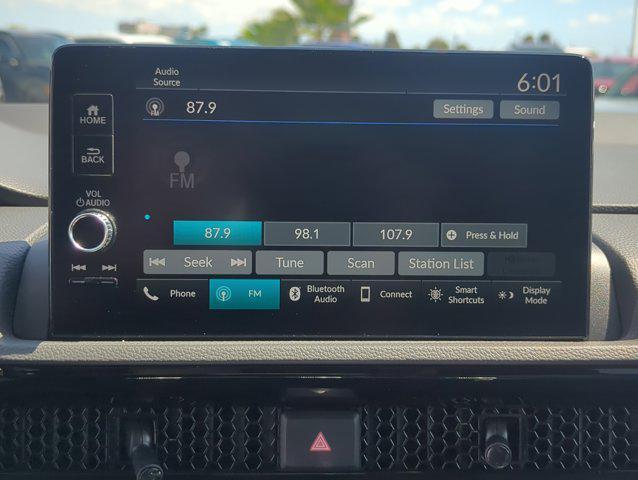 Audio
Source
6:01
87.9
Settings
Sound
HOME
BACK
FM
VOL
AUDIO
87.9
98.1
107.9
Press & Hold
Seek
Tune
Scan
Station List
Phone
FM
Bluetooth
Audio
Connect
Smart
Shortcuts
Display
Mode